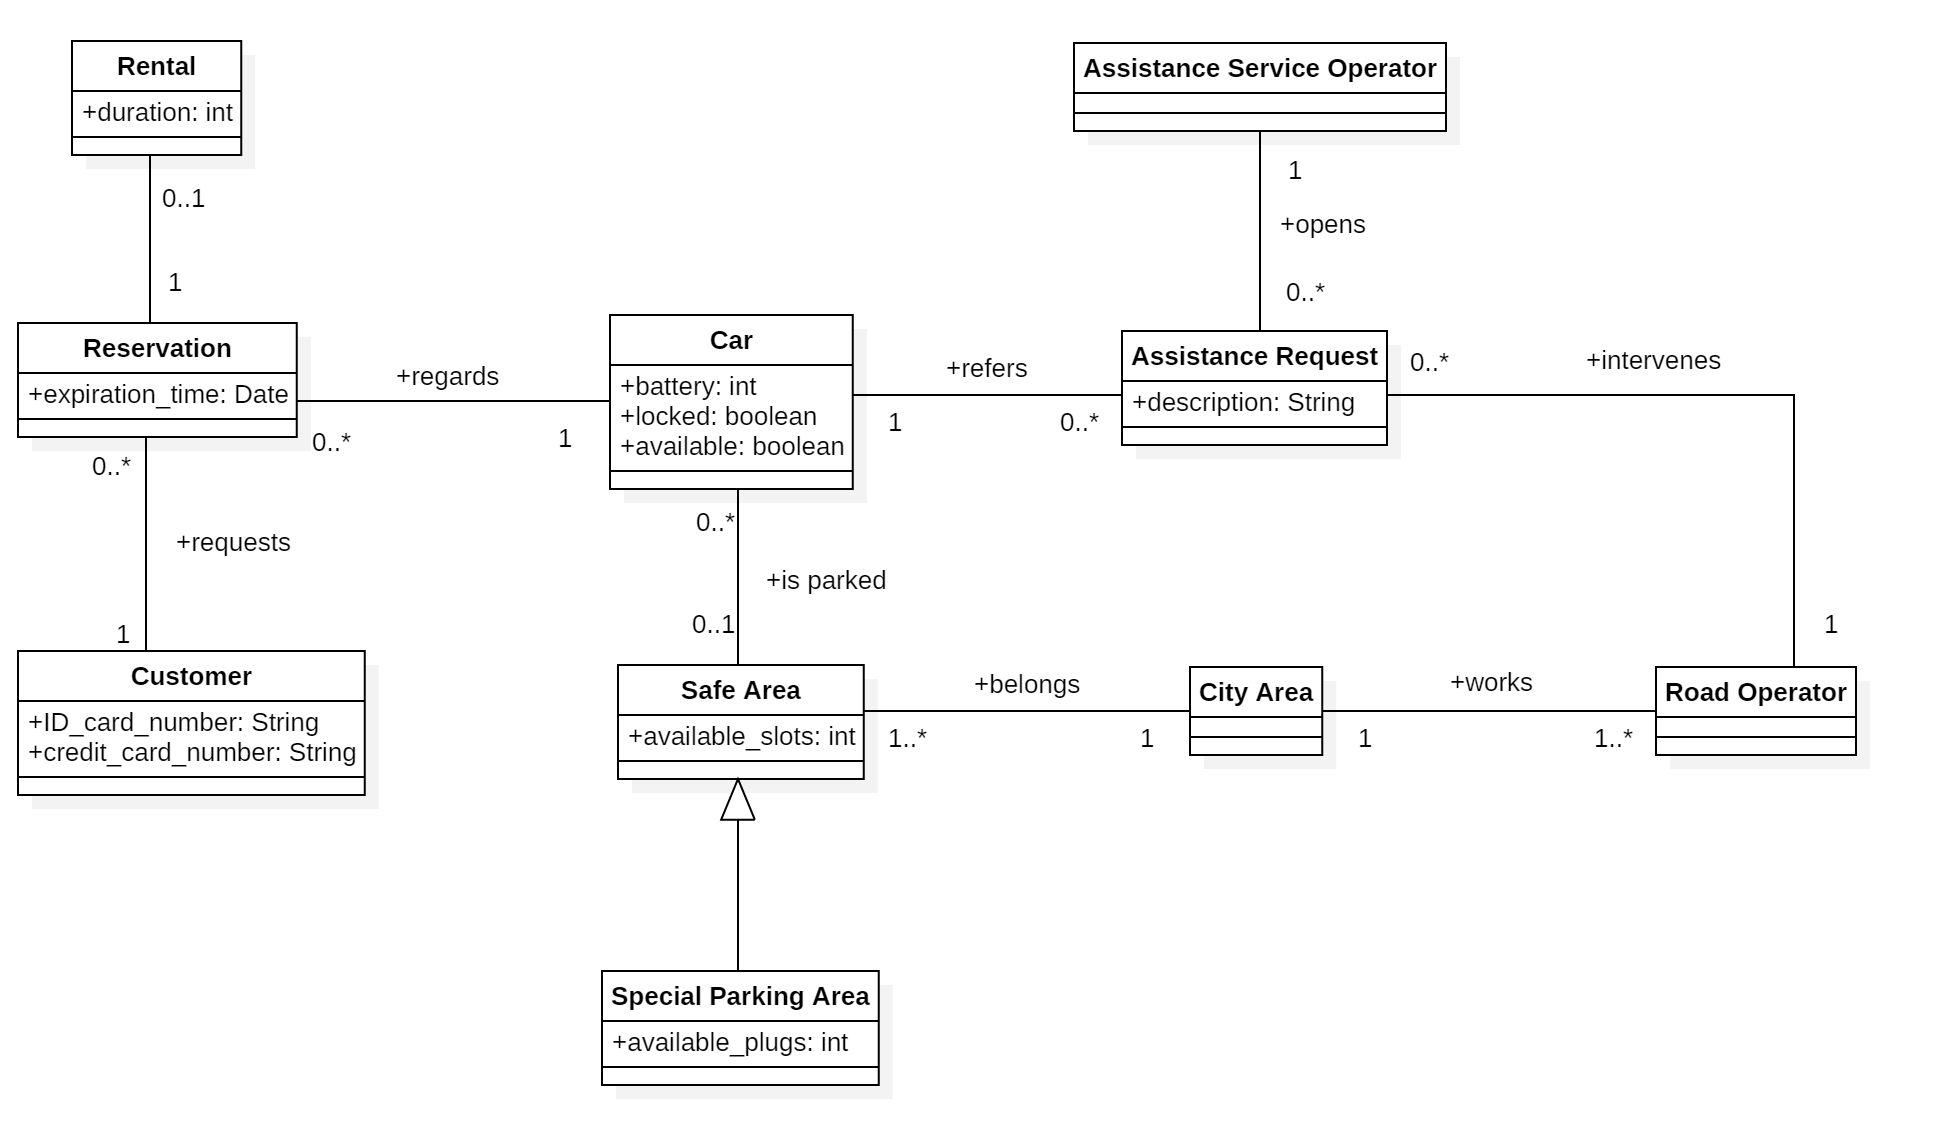 Rental
+duration: int
0..1
1
Reservation
+expiration_time: Date
0..*
+requests
1
Customer
+ID_card_number: String
+credit_card_number: String
+regards
0..*
1
Car
+battery: int
+locked: boolean
+available: boolean
0..*
+is parked
0..1
Safe Area
+available_slots: int
Special Parking Area
+available_plugs: int
+refers
1
0..*
Assistance Service Operator
1
+opens
0..*
Assistance Request
+description: String
0..*
+intervenes
1
+belongs
1..*
1
City Area
+works
1
1..*
Road Operator